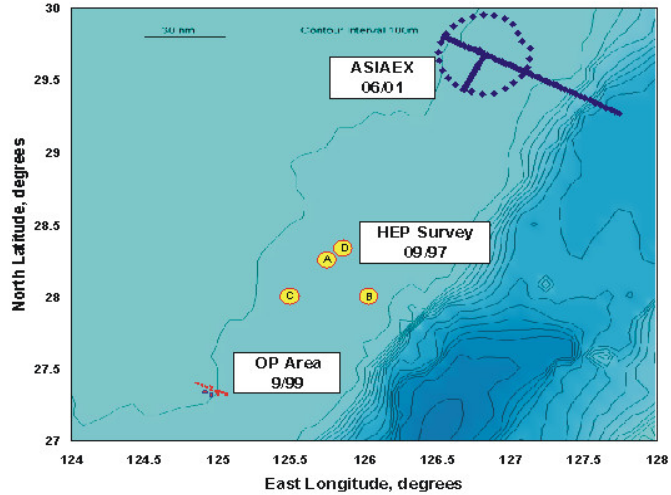 30 nm
Contour Interval 100m
ASIAEX
06/01
HEP Survey
09/97
D
A
C
B
OP Area
9/99
30
29.5
29
28.5
28
27.5
27
North Latitude, degrees
124
124.5
125
125.5
126
126.5
127
127.5
128
East Longitude, degrees